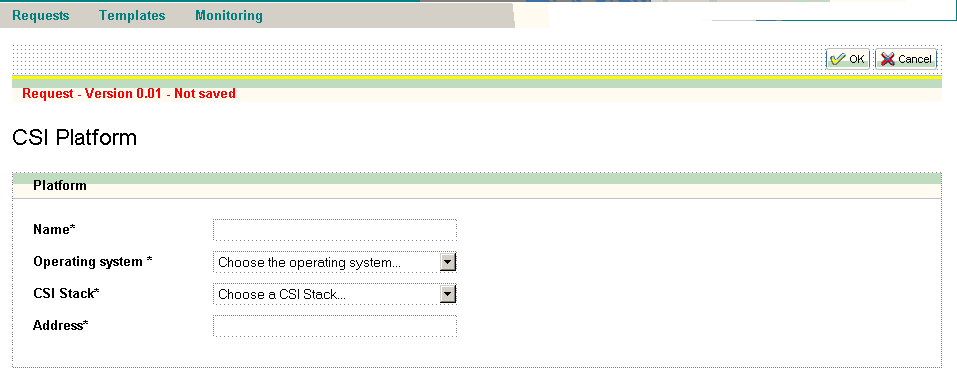 Requests Templates Monitoring
OK Cancel
Request - Version 0.01 - Not saved
CSI Platform
Platform
Name*
Operating system * Choose the operating system...
CSI Stack* Choose a CSI Stack...
Address*